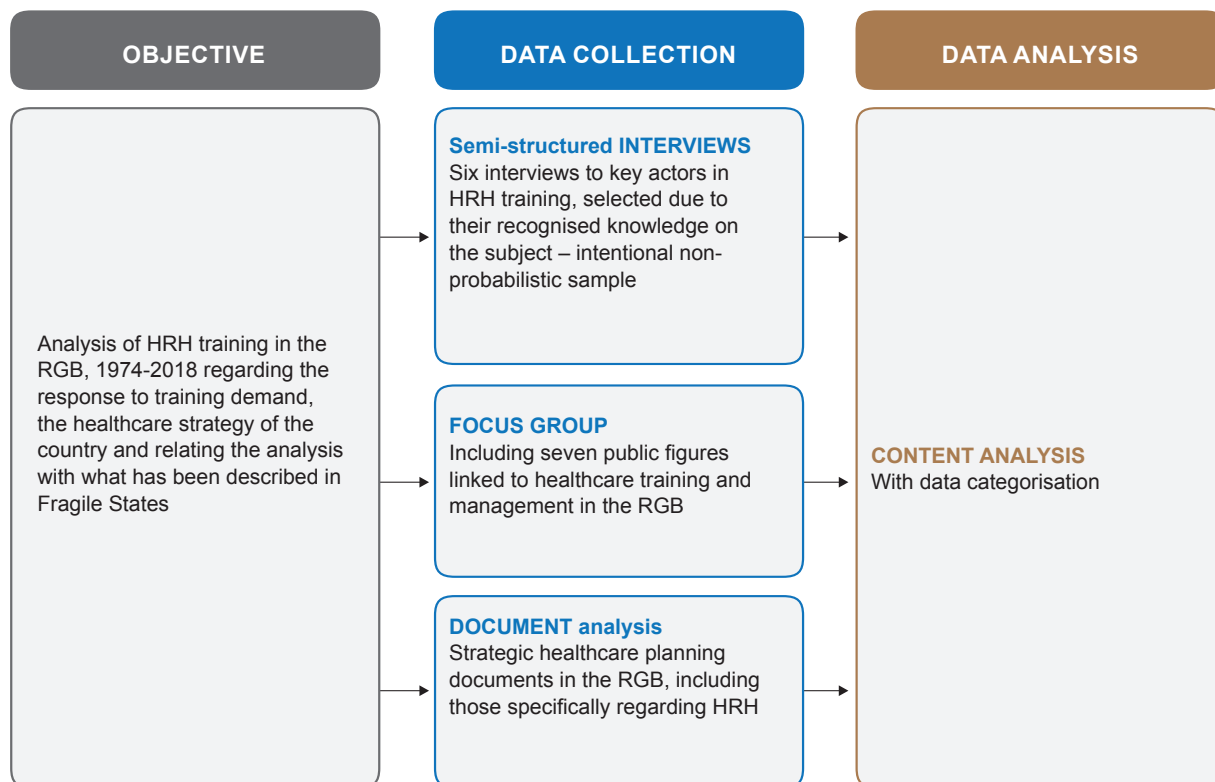 OBJECTIVE
DATA COLLECTION
DATA ANALYSIS
Analysis of HRH training in the
RGB, 1974-2018 regarding the
response to training demand,
the healthcare strategy of the
country and relating the analysis
with what has been described in
Fragile States
Semi-structured INTERVIEWS
Six interviews to key actors in
HRH training, selected due to
their recognised knowledge on
the subject – intentional non-
probabilistic sample
FOCUS GROUP
Including seven public figures
linked to healthcare training and
management in the RGB
DOCUMENT analysis
Strategic healthcare planning
documents in the RGB, including
those specifically regarding HRH
CONTENT ANALYSIS
With data categorisation